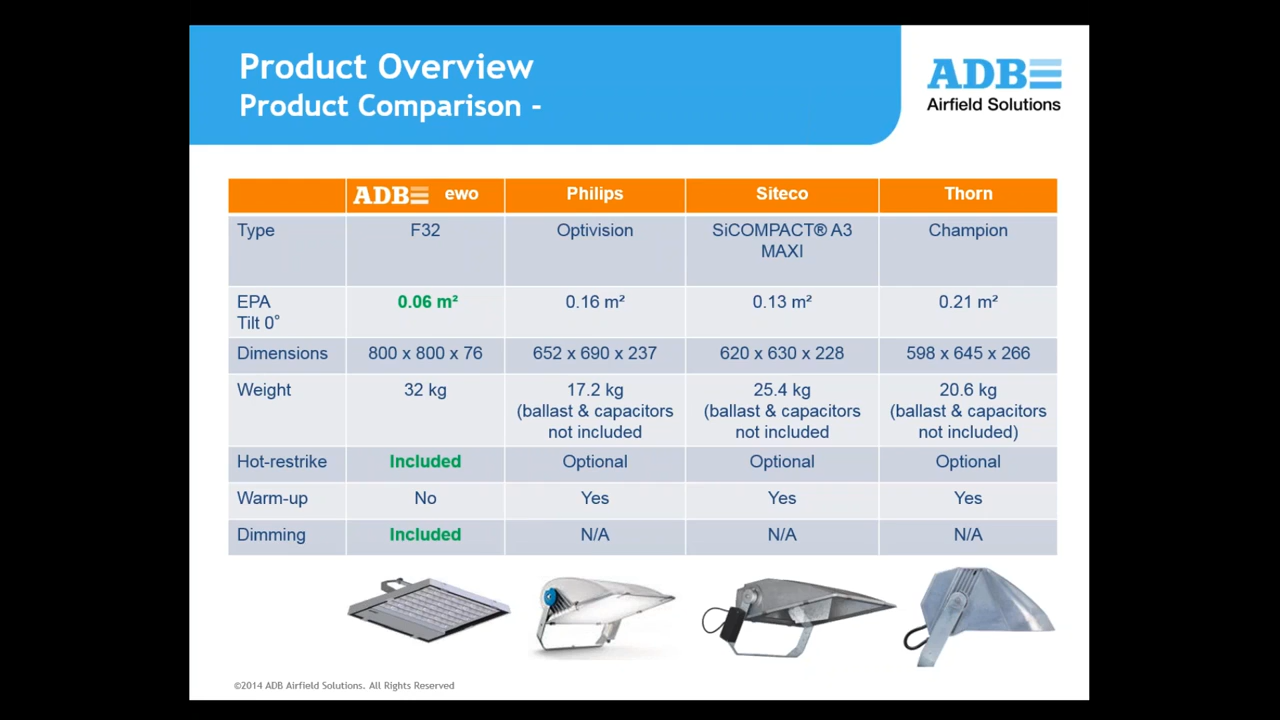 Product Overview
Product Comparison -
ADB
Airfield Solutions
ADB ewo Philips Siteco Thorn
Type F32 Optivision SiCOMPACT® A3 MAXI Champion
EPA Tilt 0° 0.06 m² 0.16 m² 0.13 m² 0.21 m²
Dimensions 800 x 800 x 76 652 x 690 x 237 620 x 630 x 228 598 x 645 x 266
Weight 32 kg 17.2 kg 25.4 kg 20.6 kg
(ballast & capacitors (ballast & capacitors (ballast & capacitors
not included not included not included)
Hot-restrike Included Optional Optional Optional
Warm-up No Yes Yes Yes
Dimming Included N/A N/A N/A
©2014 ADB Airfield Solutions. All Rights Reserved